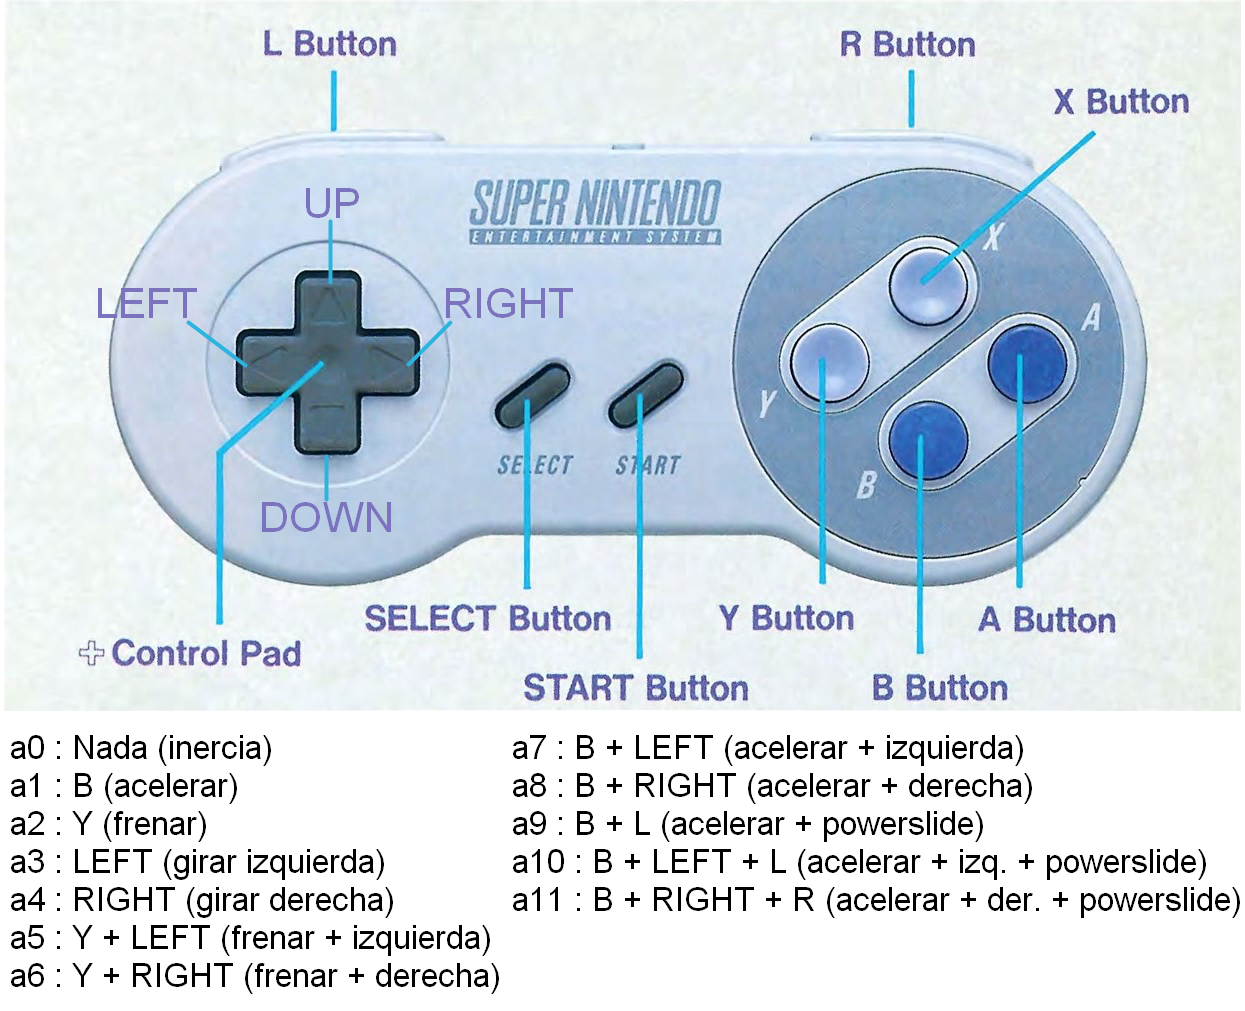 L Button
R Button
X Button
UP
SUPER NINTENDO
ENTERTAINMENT SYSTEM
X
LEFT
RIGHT
A
Y
SELECT
START
B
DOWN
SELECT Button
Y Button
A Button
Control Pad
START Button
B Button
a0 : Nada (inercia)
a1 : B (acelerar)
a2 : Y (frenar)
a3 : LEFT (girar izquierda)
a4 : RIGHT (girar derecha)
a5 : Y + LEFT (frenar + izquierda)
a6 : Y + RIGHT (frenar + derecha)
a7 : B + LEFT (acelerar + izquierda)
a8 : B + RIGHT (acelerar + derecha)
a9 : B + L (acelerar + powerslide)
a10 : B + LEFT + L (acelerar + izq. + powerslide)
a11 : B + RIGHT + R (acelerar + der. + powerslide)